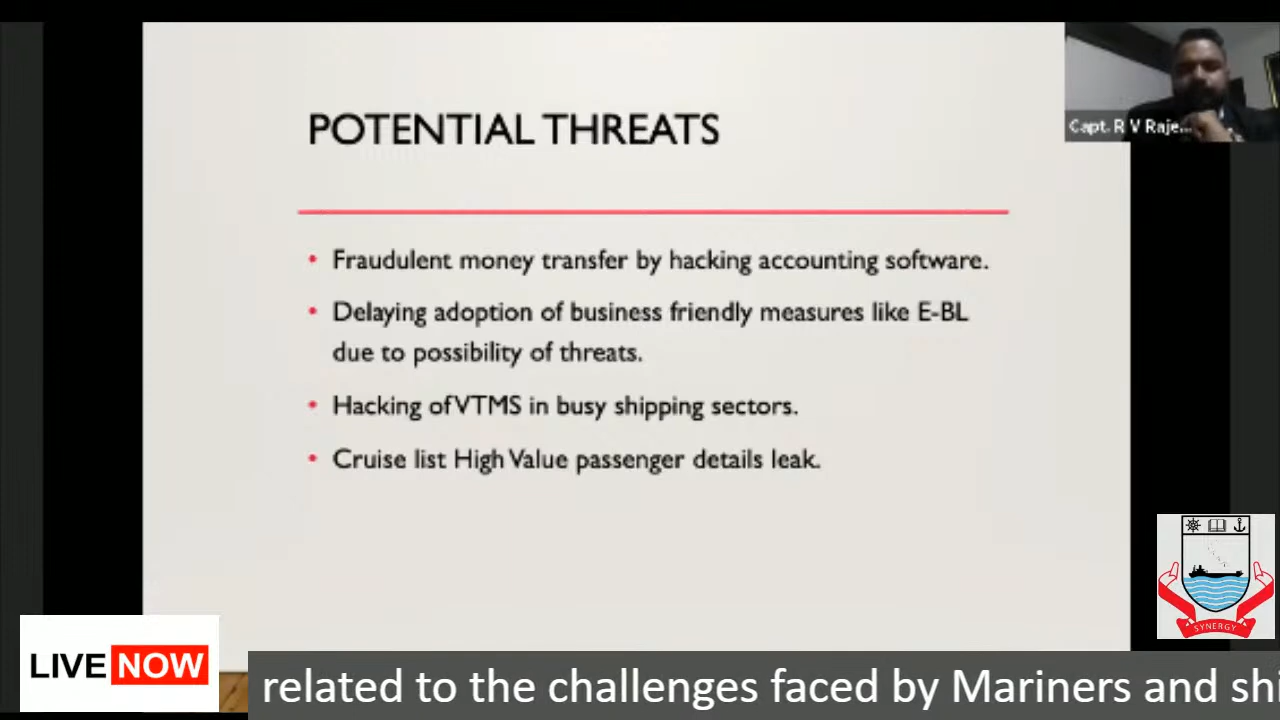 POTENTIAL THREATS
Capt. R V Raje...
• Fraudulent money transfer by hacking accounting software.
• Delaying adoption of business friendly measures like E-BL
due to possibility of threats.
• Hacking of VTMS in busy shipping sectors.
• Cruise list High Value passenger details leak.
SYNERGY
LIVE NOW
related to the challenges faced by Mariners and shi